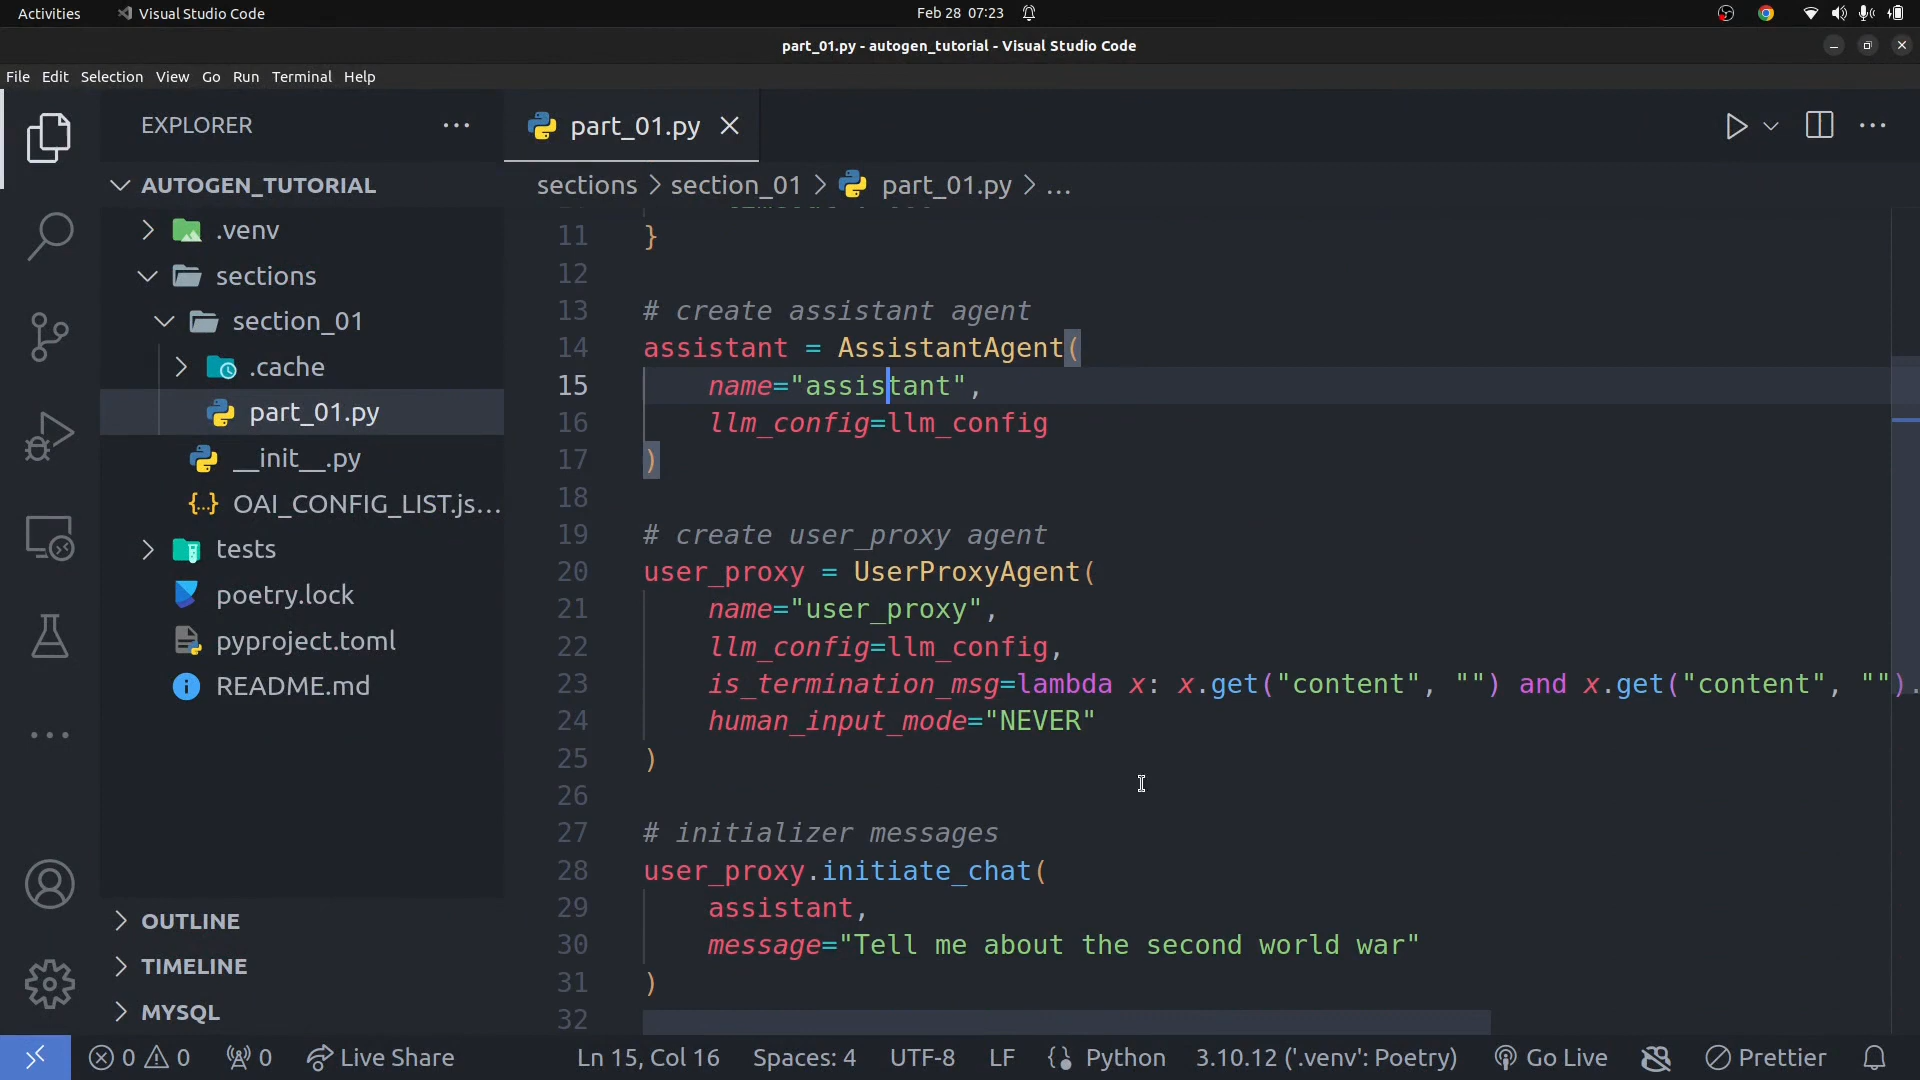 Activities
Visual Studio Code
Feb 28 07:23
part_01.py - autogen_tutorial - Visual Studio Code
File Edit Selection View Go Run Terminal Help
EXPLORER
part_01.py
AUTOGEN_TUTORIAL
.venv
sections
section_01
.cache
part_01.py
__init__.py
OAI_CONFIG_LIST.js...
tests
poetry.lock
pyproject.toml
README.md
OUTLINE
TIMELINE
MYSQL
sections > section_01 > part_01.py > ...
11 }
12
13 # create assistant agent
14 assistant = AssistantAgent(
15 name="assistant",
16 llm_config=llm_config
17 )
18
19 # create user_proxy agent
20 user_proxy = UserProxyAgent(
21 name="user_proxy",
22 llm_config=llm_config,
23 is_termination_msg=lambda x: x.get("content", "") and x.get("content", "").
24 human_input_mode="NEVER"
25 )
26
27 # initializer messages
28 user_proxy.initiate_chat(
29 assistant,
30 message="Tell me about the second world war"
31 )
32
0 0 0 Live Share Ln 15, Col 16 Spaces: 4 UTF-8 LF Python 3.10.12 ('.venv': Poetry) Go Live Prettier